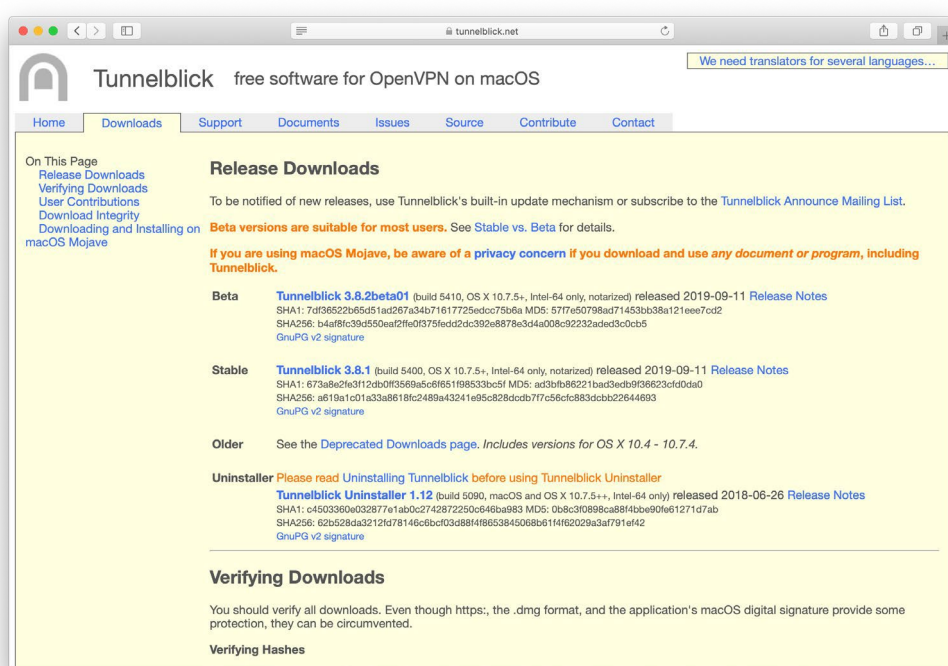 tunnelblick.net
We need translators for several languages...
Tunnelblick free software for OpenVPN on macOS
Home Downloads Support Documents Issues Source Contribute Contact
On This Page
Release Downloads
Verifying Downloads
User Contributions
Download Integrity
Downloading and Installing on
macOS Mojave
Release Downloads
To be notified of new releases, use Tunnelblick's built-in update mechanism or subscribe to the Tunnelblick Announce Mailing List.
Beta versions are suitable for most users. See Stable vs. Beta for details.
If you are using macOS Mojave, be aware of a privacy concern if you download and use any document or program, including
Tunnelblick.
Beta Tunnelblick 3.8.2beta01 (build 5410, OS X 10.7.5+, Intel-64 only, notarized) released 2019-09-11 Release Notes
SHA1: 7df36522b65d51ad267a34b71617725edcc75b6a MD5: 57f7e50798ad71453bb38a121eee7cd2
SHA256: b4af8fc39d550eaf2ffe0f375fedd2dc392e8878e3d4a008c92232aded3c0cb5
GnuPG v2 signature
Stable Tunnelblick 3.8.1 (build 5400, OS X 10.7.5+, Intel-64 only, notarized) released 2019-09-11 Release Notes
SHA1: 673a8e2fe3f12db0ff3569a5c6f651f98533bc5f MD5: ad3bfb86221bad3edb9f36623cfd0da0
SHA256: a619a1c01a33a8618fc2489a43241e95c828dcdb7f7c56cfc883dcbb22644693
GnuPG v2 signature
Older See the Deprecated Downloads page. Includes versions for OS X 10.4 - 10.7.4.
Uninstaller Please read Uninstalling Tunnelblick before using Tunnelblick Uninstaller
Tunnelblick Uninstaller 1.12 (build 5090, macOS and OS X 10.7.5++, Intel-64 only) released 2018-06-26 Release Notes
SHA1: c4503360e032877e1ab0c2742872250c646ba983 MD5: 0b8c3f0898ca88f4bbe90fe61271d7ab
SHA256: 62b528da3212fd78146c6bcf03d88f4f8653845068b61f4f62029a3af791ef42
GnuPG v2 signature
Verifying Downloads
You should verify all downloads. Even though https:, the .dmg format, and the application's macOS digital signature provide some
protection, they can be circumvented.
Verifying Hashes